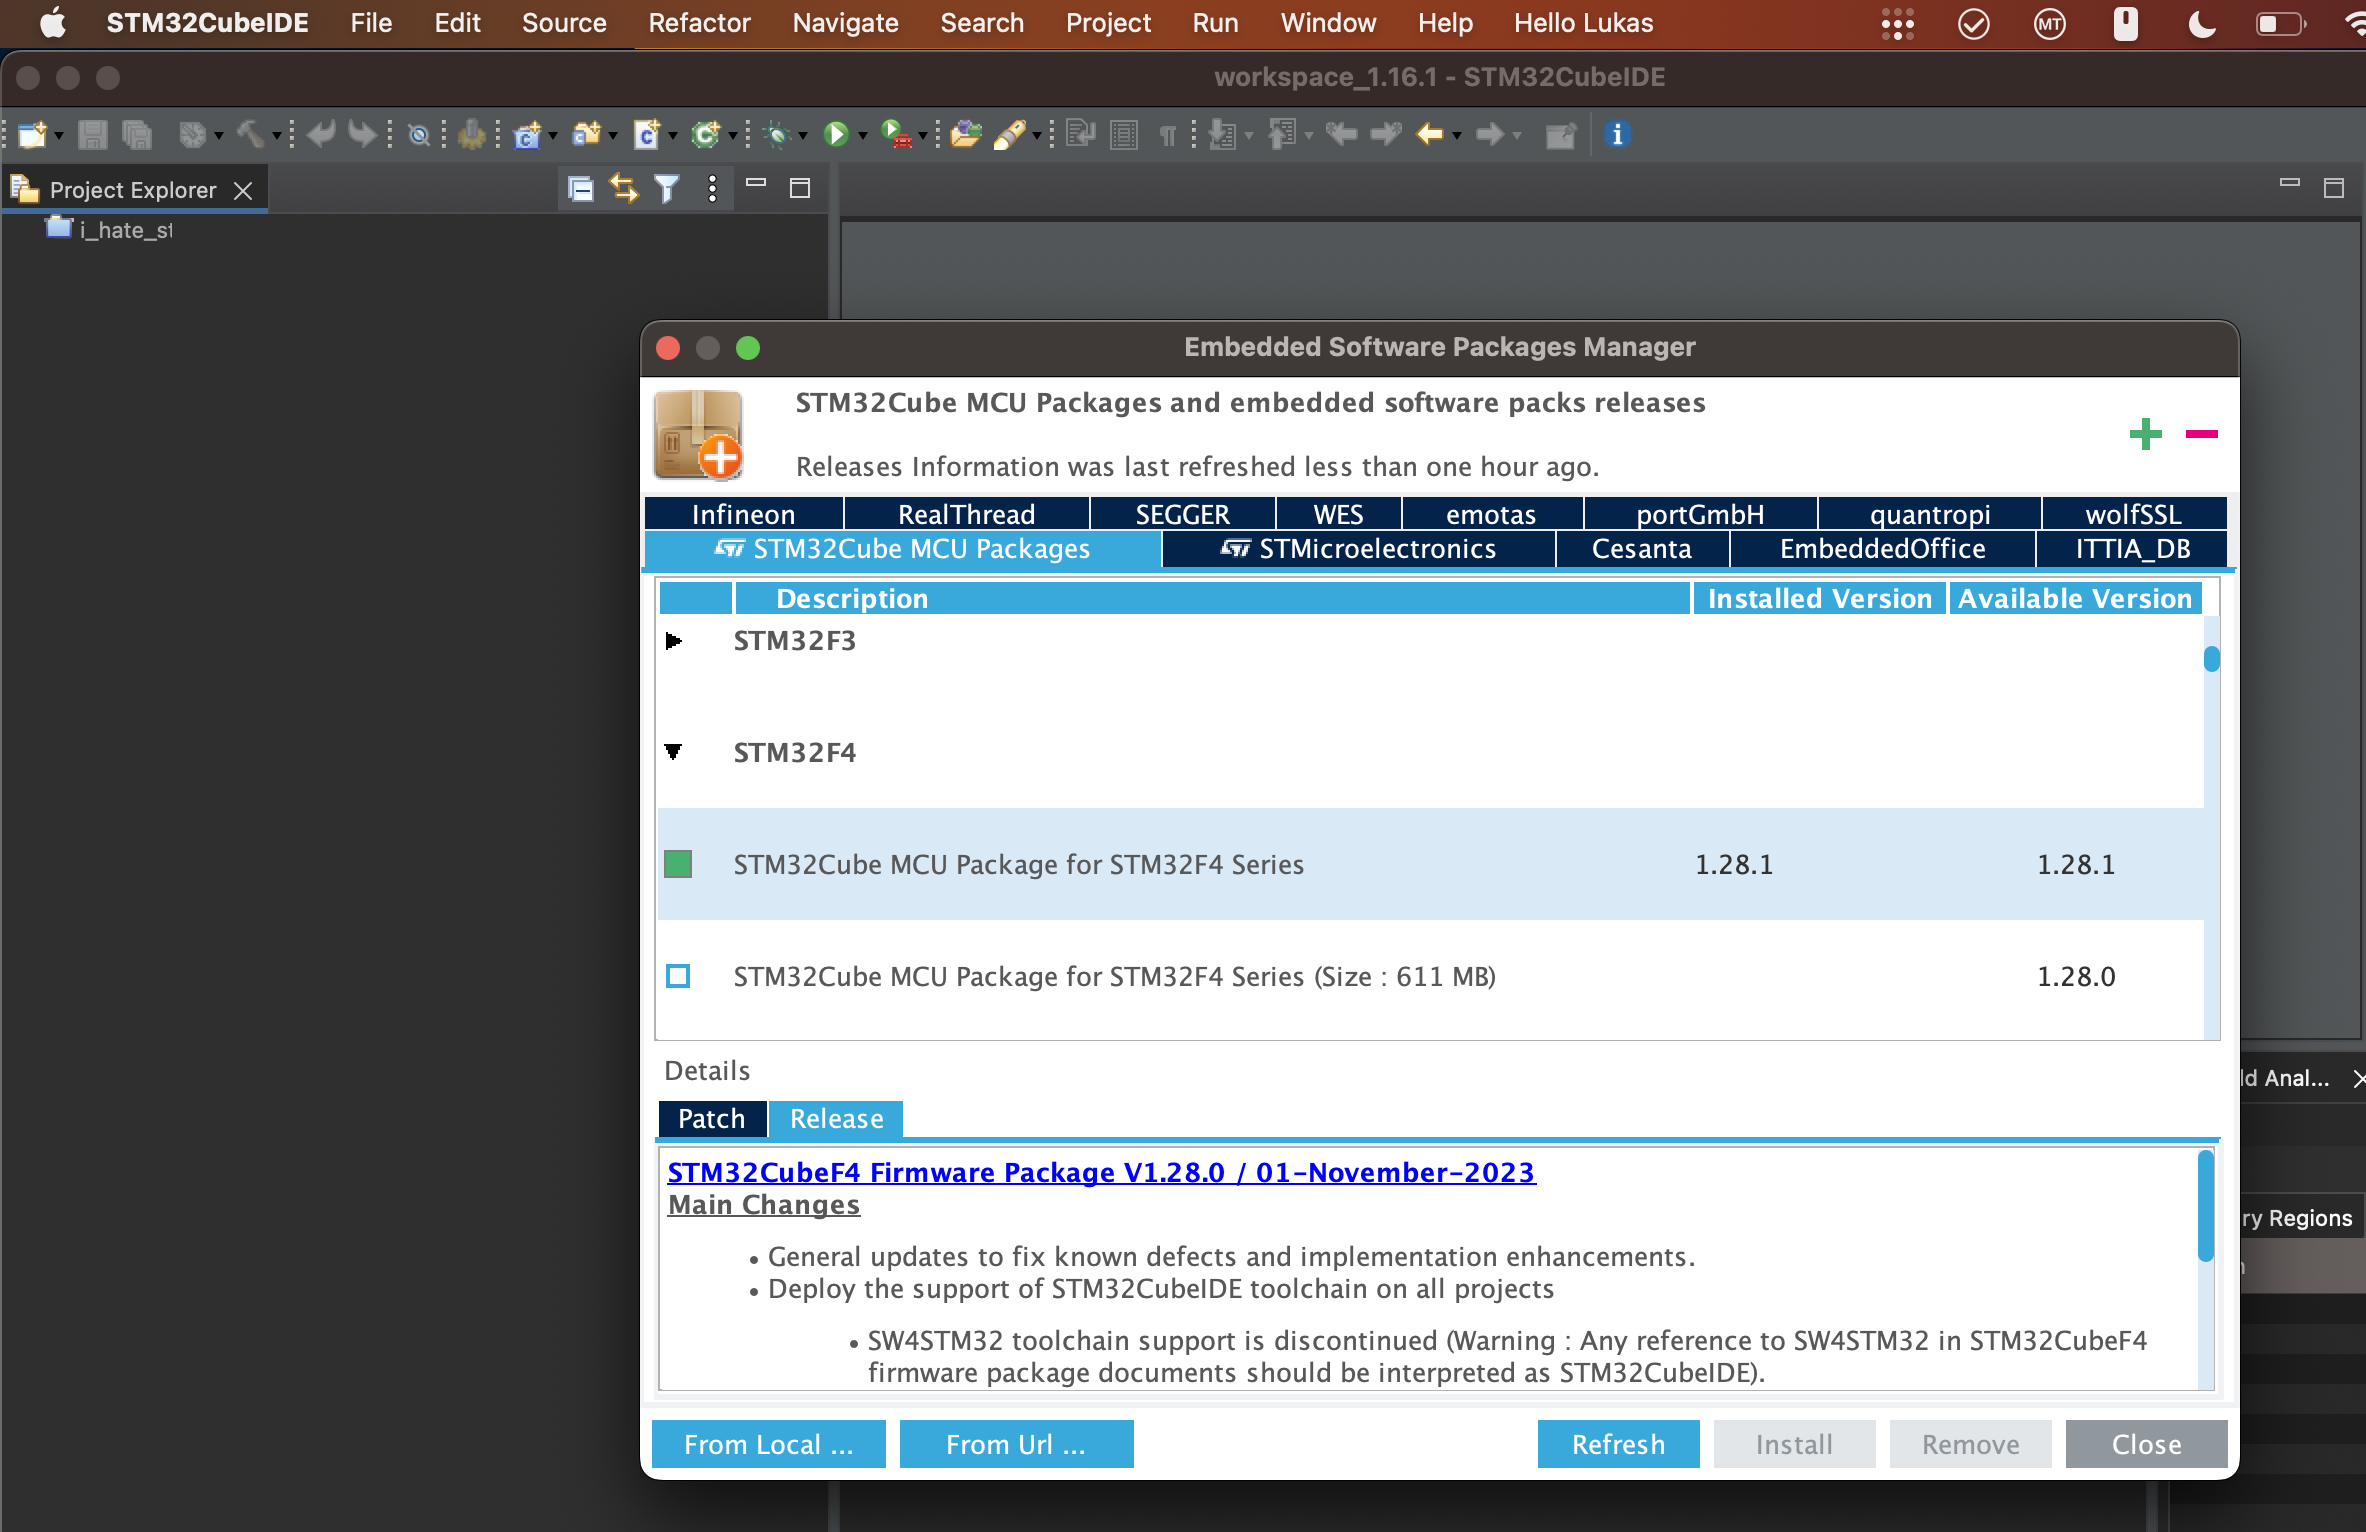 STM32CubeIDE File Edit Source Refactor Navigate Search Project Run Window Help Hello Lukas MT
workspace_1.16.1 - STM32CubeIDE
Project Explorer
i_hate_st
Embedded Software Packages Manager
STM32Cube MCU Packages and embedded software packs releases
Releases Information was last refreshed less than one hour ago.
Infineon RealThread SEGGER WES emotas portGmbH quantropi wolfSSL
STM32Cube MCU Packages STMicroelectronics Cesanta EmbeddedOffice ITTIA_DB
Description Installed Version Available Version
STM32F3
STM32F4
STM32Cube MCU Package for STM32F4 Series 1.28.1 1.28.1
STM32Cube MCU Package for STM32F4 Series (Size : 611 MB) 1.28.0
Details
ld Anal...
Patch Release
STM32CubeF4 Firmware Package V1.28.0 / 01-November-2023
Main Changes
ry Regions
• General updates to fix known defects and implementation enhancements.
• Deploy the support of STM32CubeIDE toolchain on all projects
• SW4STM32 toolchain support is discontinued (Warning : Any reference to SW4STM32 in STM32CubeF4
firmware package documents should be interpreted as STM32CubeIDE).
From Local ... From Url ... Refresh Install Remove Close